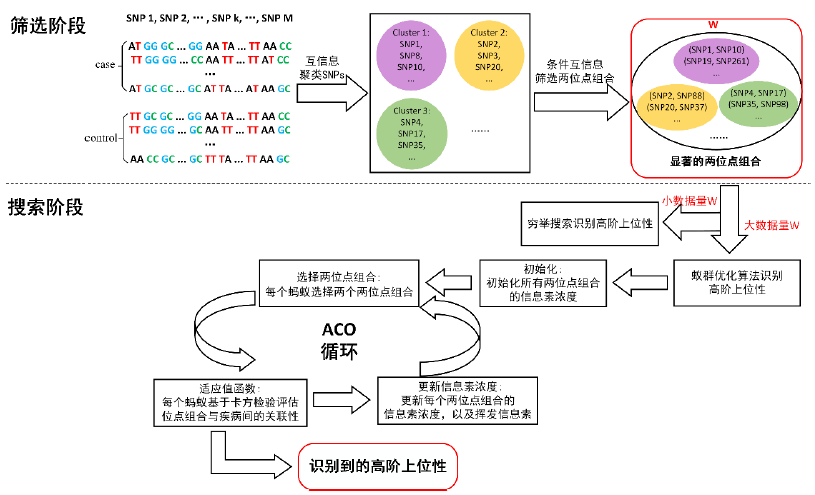 筛选阶段
SNP 1, SNP 2, ··· , SNP k, ···, SNP M
case
AT GG GC ... GG AA TA ... TT AA CC
TT GG GG ... CC AA TT ... TT AT CC
...
AT GC GC ... GC AT TA ... AT AA GC
control
TT GC GC ... GG AA TA ... TT AA CC
TT GG GG ... GC AA TT ... TT AA GC
...
AA CC GC ... GC TT TA ... TT AA GC
互信息
聚类SNPs
Cluster 1:
SNP1,
SNP8,
SNP10,
...
Cluster 2:
SNP2,
SNP3,
SNP20,
...
Cluster 3:
SNP4,
SNP17,
SNP35,
...
......
条件互信息
筛选两位点组合
W
(SNP1, SNP10)
(SNP19, SNP261)
...
(SNP2, SNP88)
(SNP20, SNP37)
...
(SNP4, SNP17)
(SNP35, SNP98)
...
......
显著的两位点组合
搜索阶段
小数据量W
大数据量W
穷举搜索识别高阶上位性
蚁群优化算法识别
高阶上位性
初始化:
初始化所有两位点组合
的信息素浓度
选择两位点组合:
每个蚂蚁选择两个两位点组合
ACO
循环
适应值函数:
每个蚂蚁基于卡方检验评估
位点组合与疾病间的关联性
更新信息素浓度:
更新每个两位点组合的
信息素浓度，以及挥发信息素
识别到的高阶上位性